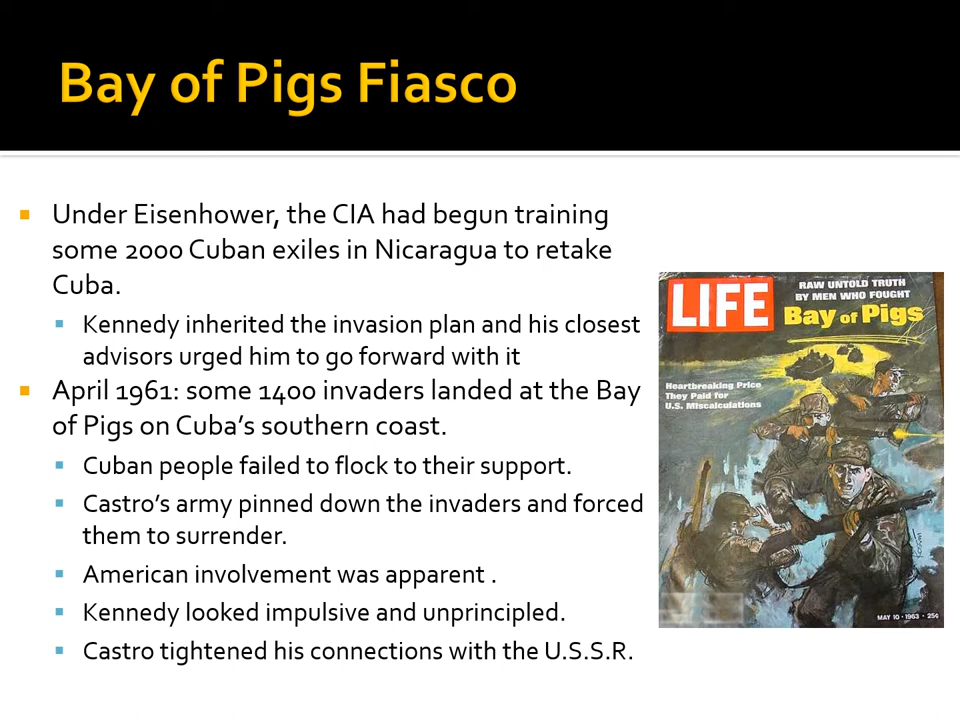 Bay of Pigs Fiasco
Under Eisenhower, the CIA had begun training
some 2000 Cuban exiles in Nicaragua to retake
Cuba.
Kennedy inherited the invasion plan and his closest
advisors urged him to go forward with it
April 1961: some 1400 invaders landed at the Bay
of Pigs on Cuba's southern coast.
Cuban people failed to flock to their support.
Castro's army pinned down the invaders and forced
them to surrender.
American involvement was apparent .
Kennedy looked impulsive and unprincipled.
Castro tightened his connections with the U.S.S.R.
LIFE
RAW UNTOLD TRUTH
BY MEN WHO FOUGHT
Bay of Pigs
Heartbreaking Price
They Paid for
U.S. Miscalculations
MAY 10 · 1963 · 25¢